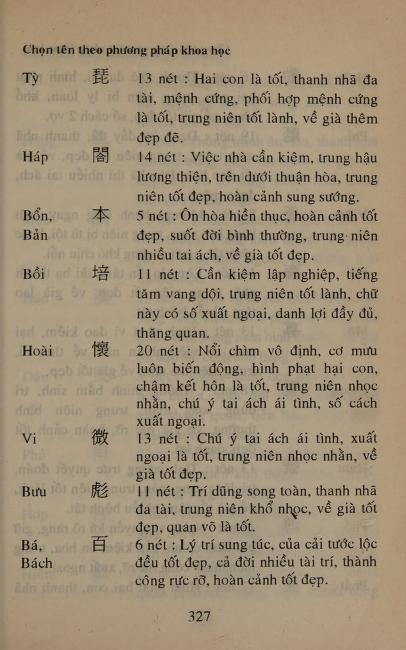 Chọn tên theo phương pháp khoa học
Tỳ 琵 13 nét : Hai con là tốt, thanh nhã đa
tài, mệnh cứng, phối hợp mệnh cứng
là tốt, trung niên tốt lành, về già thêm
đẹp đẽ.
Háp 閤 14 nét : Việc nhà cần kiệm, trung hậu
lương thiện, trên dưới thuận hòa, trung
niên tốt đẹp, hoàn cảnh sung sướng.
Bổn, 本 5 nét : Ôn hòa hiền thục, hoàn cảnh tốt
Bản đẹp, suốt đời bình thường, trung niên
nhiều tai ách, về già tốt đẹp.
Bồi 培 11 nét : Cần kiệm lập nghiệp, tiếng
tăm vang dội, trung niên tốt lành, chữ
này có số xuất ngoại, danh lợi đầy đủ,
thăng quan.
Hoài 懷 20 nét : Nổi chìm vô định, cơ mưu
luôn biến động, hình phạt hại con,
chậm kết hôn là tốt, trung niên nhọc
nhằn, chú ý tai ách ái tình, số cách
xuất ngoại.
Vi 微 13 nét : Chú ý tai ách ái tình, xuất
ngoại là tốt, trung niên nhọc nhằn, về
già tốt đẹp.
Bưu 彪 11 nét : Trí dũng song toàn, thanh nhã
đa tài, trung niên khổ nhọc, về già tốt
đẹp, quan võ là tốt.
Bá, 百 6 nét : Lý trí sung túc, của cải tước lộc
Bách đều tốt đẹp, cả đời nhiều tài trí, thành
công rực rỡ, hoàn cảnh tốt đẹp.
327